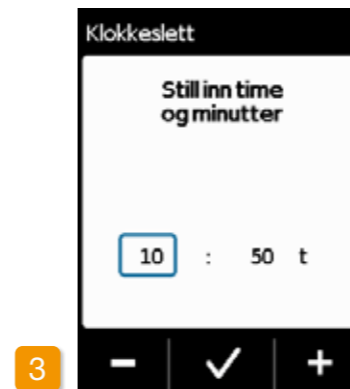 Klokkeslett
Still inn time
og minutter
10 : 50 t
3 − ✓ +